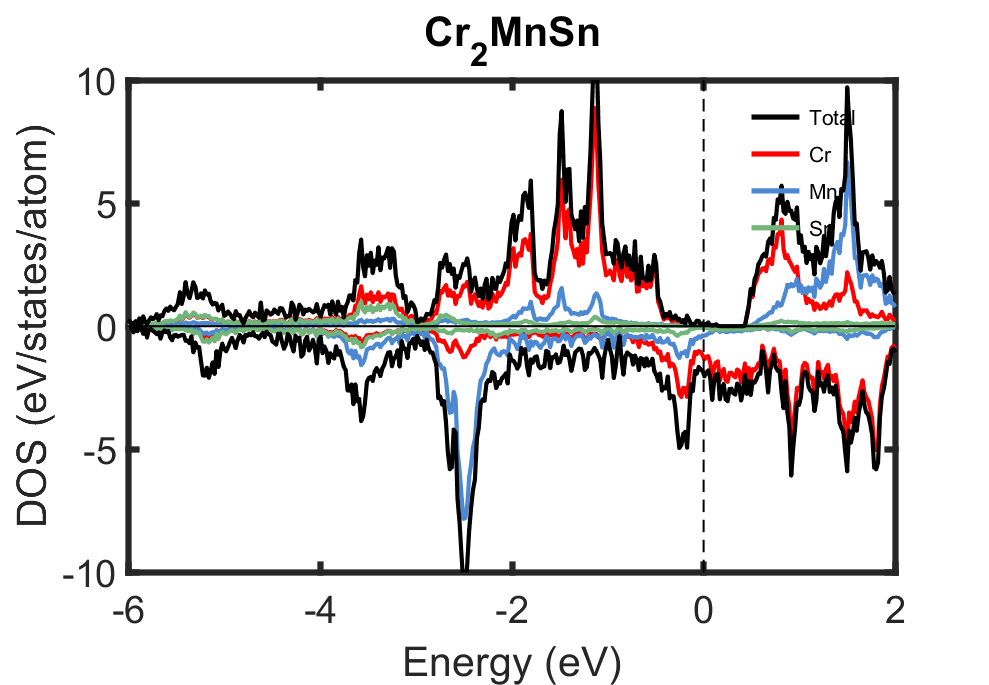 Cr2MnSn
DOS (eV/states/atom)
10
5
0
-5
-10
Total
Cr
Mn
Sn
-6
-4
-2
0
2
Energy (eV)